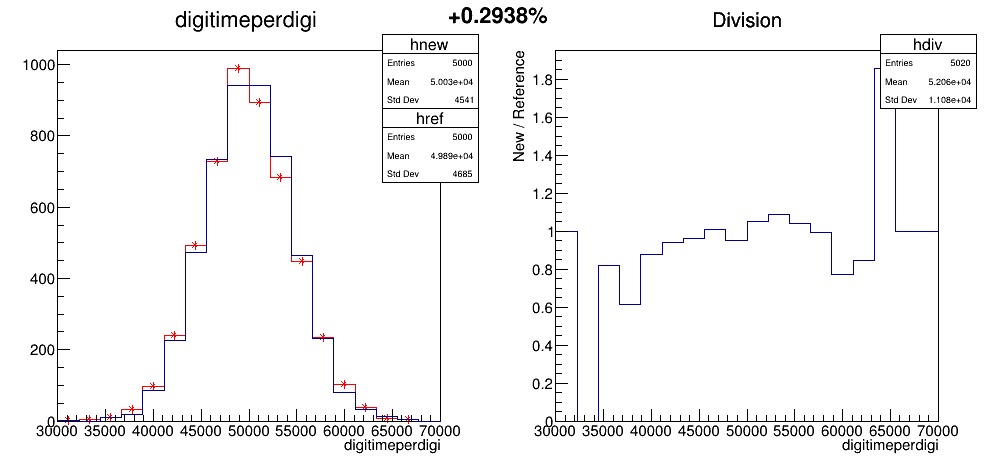 digitimeperdigi
+0.2938%
Division
hnew
Entries 5000
Mean 5.003e+04
Std Dev 4541
href
Entries 5000
Mean 4.989e+04
Std Dev 4685
1000
800
600
400
200
0
30000 35000 40000 45000 50000 55000 60000 65000 70000
digitimeperdigi
hdiv
Entries 5020
Mean 5.206e+04
Std Dev 1.108e+04
New / Reference
1.8
1.6
1.4
1.2
1
0.8
0.6
0.4
0.2
0
30000 35000 40000 45000 50000 55000 60000 65000 70000
digitimeperdigi